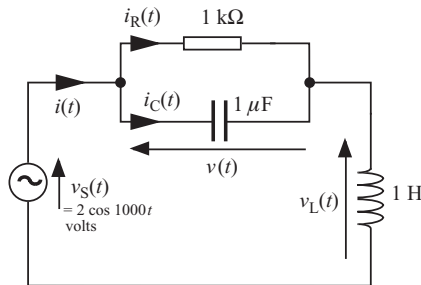 i_R(t) 1 kΩ
i(t) i_C(t) 1 μF
v(t)
v_S(t)
= 2 cos 1000t
volts
v_L(t) 1 H